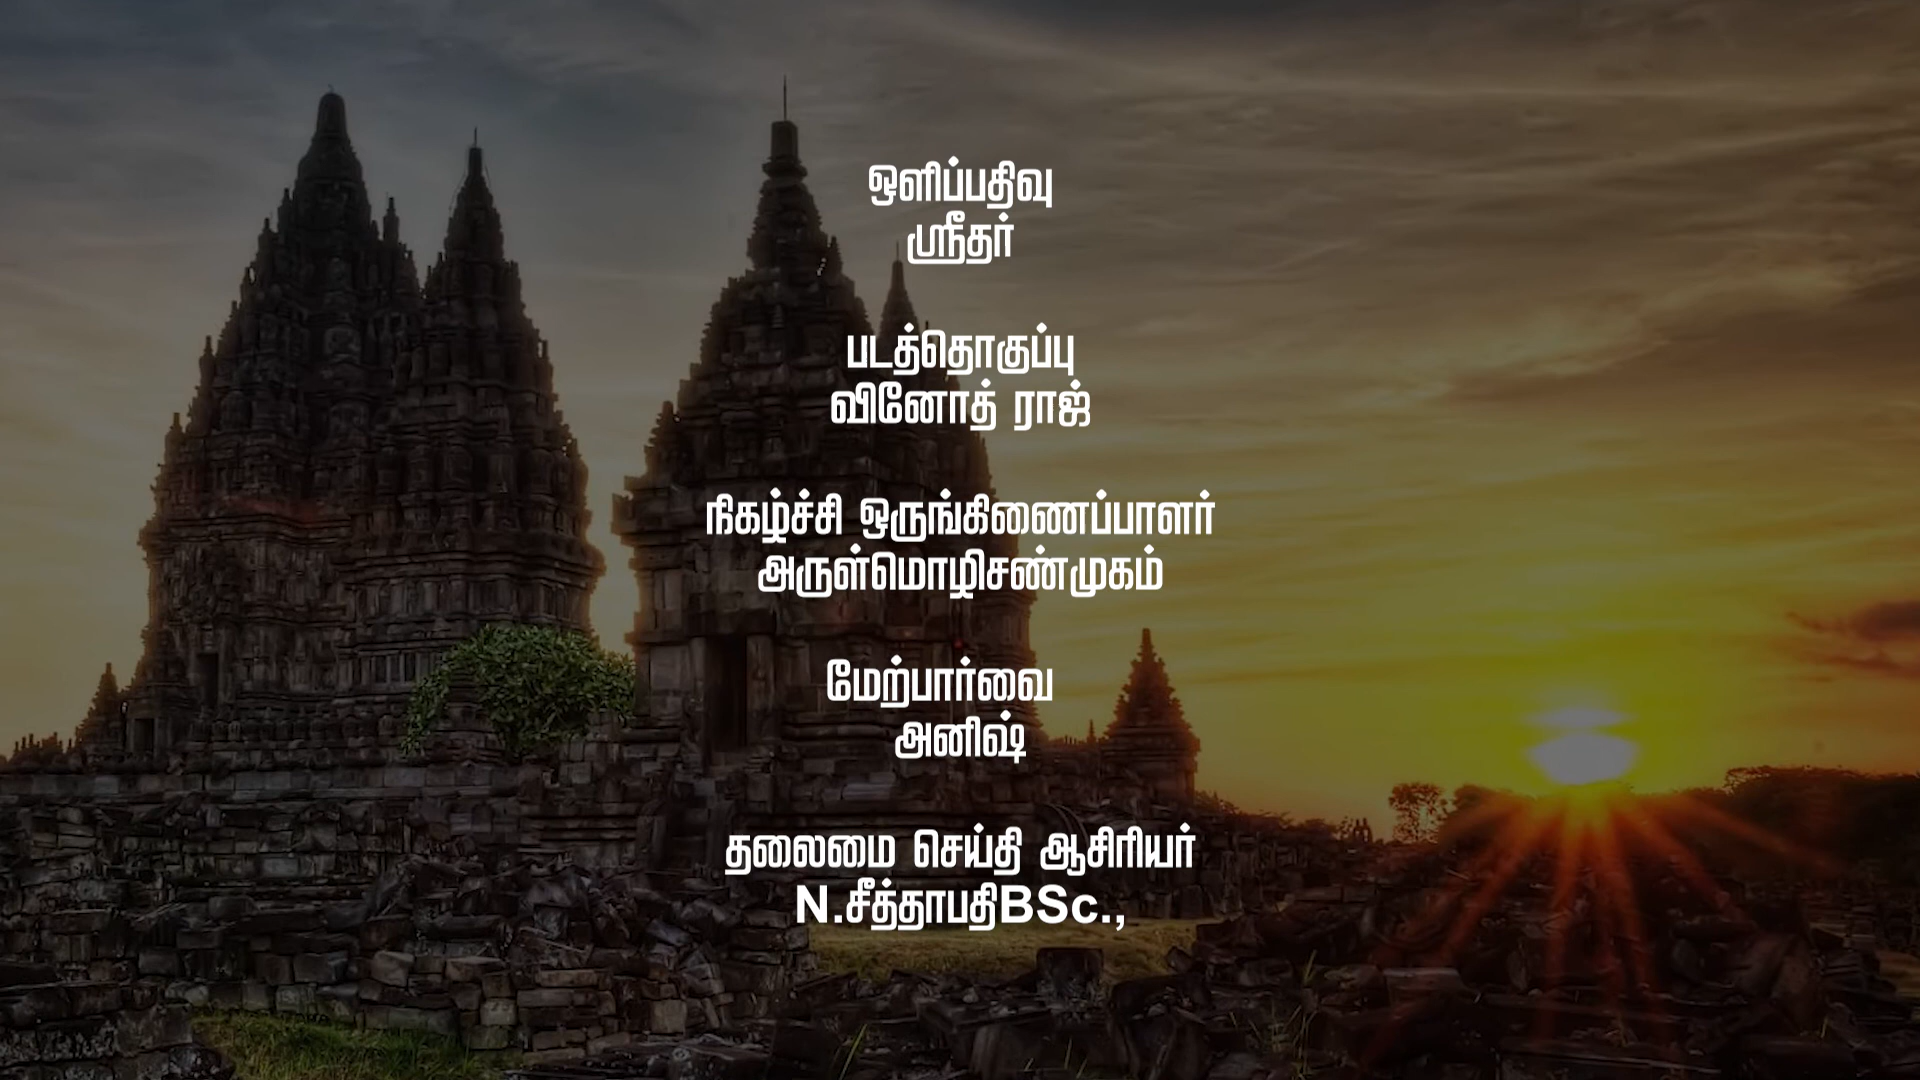 ஒளிப்பதிவு
ஸ்ரீதர்
படத்தொகுப்பு
வினோத் ராஜ்
நிகழ்ச்சி ஒருங்கிணைப்பாளர்
அருள்மொழிசண்முகம்
மேற்பார்வை
அனிஷ்
தலைமை செய்தி ஆசிரியர்
N.சீத்தாபதிBSc.,